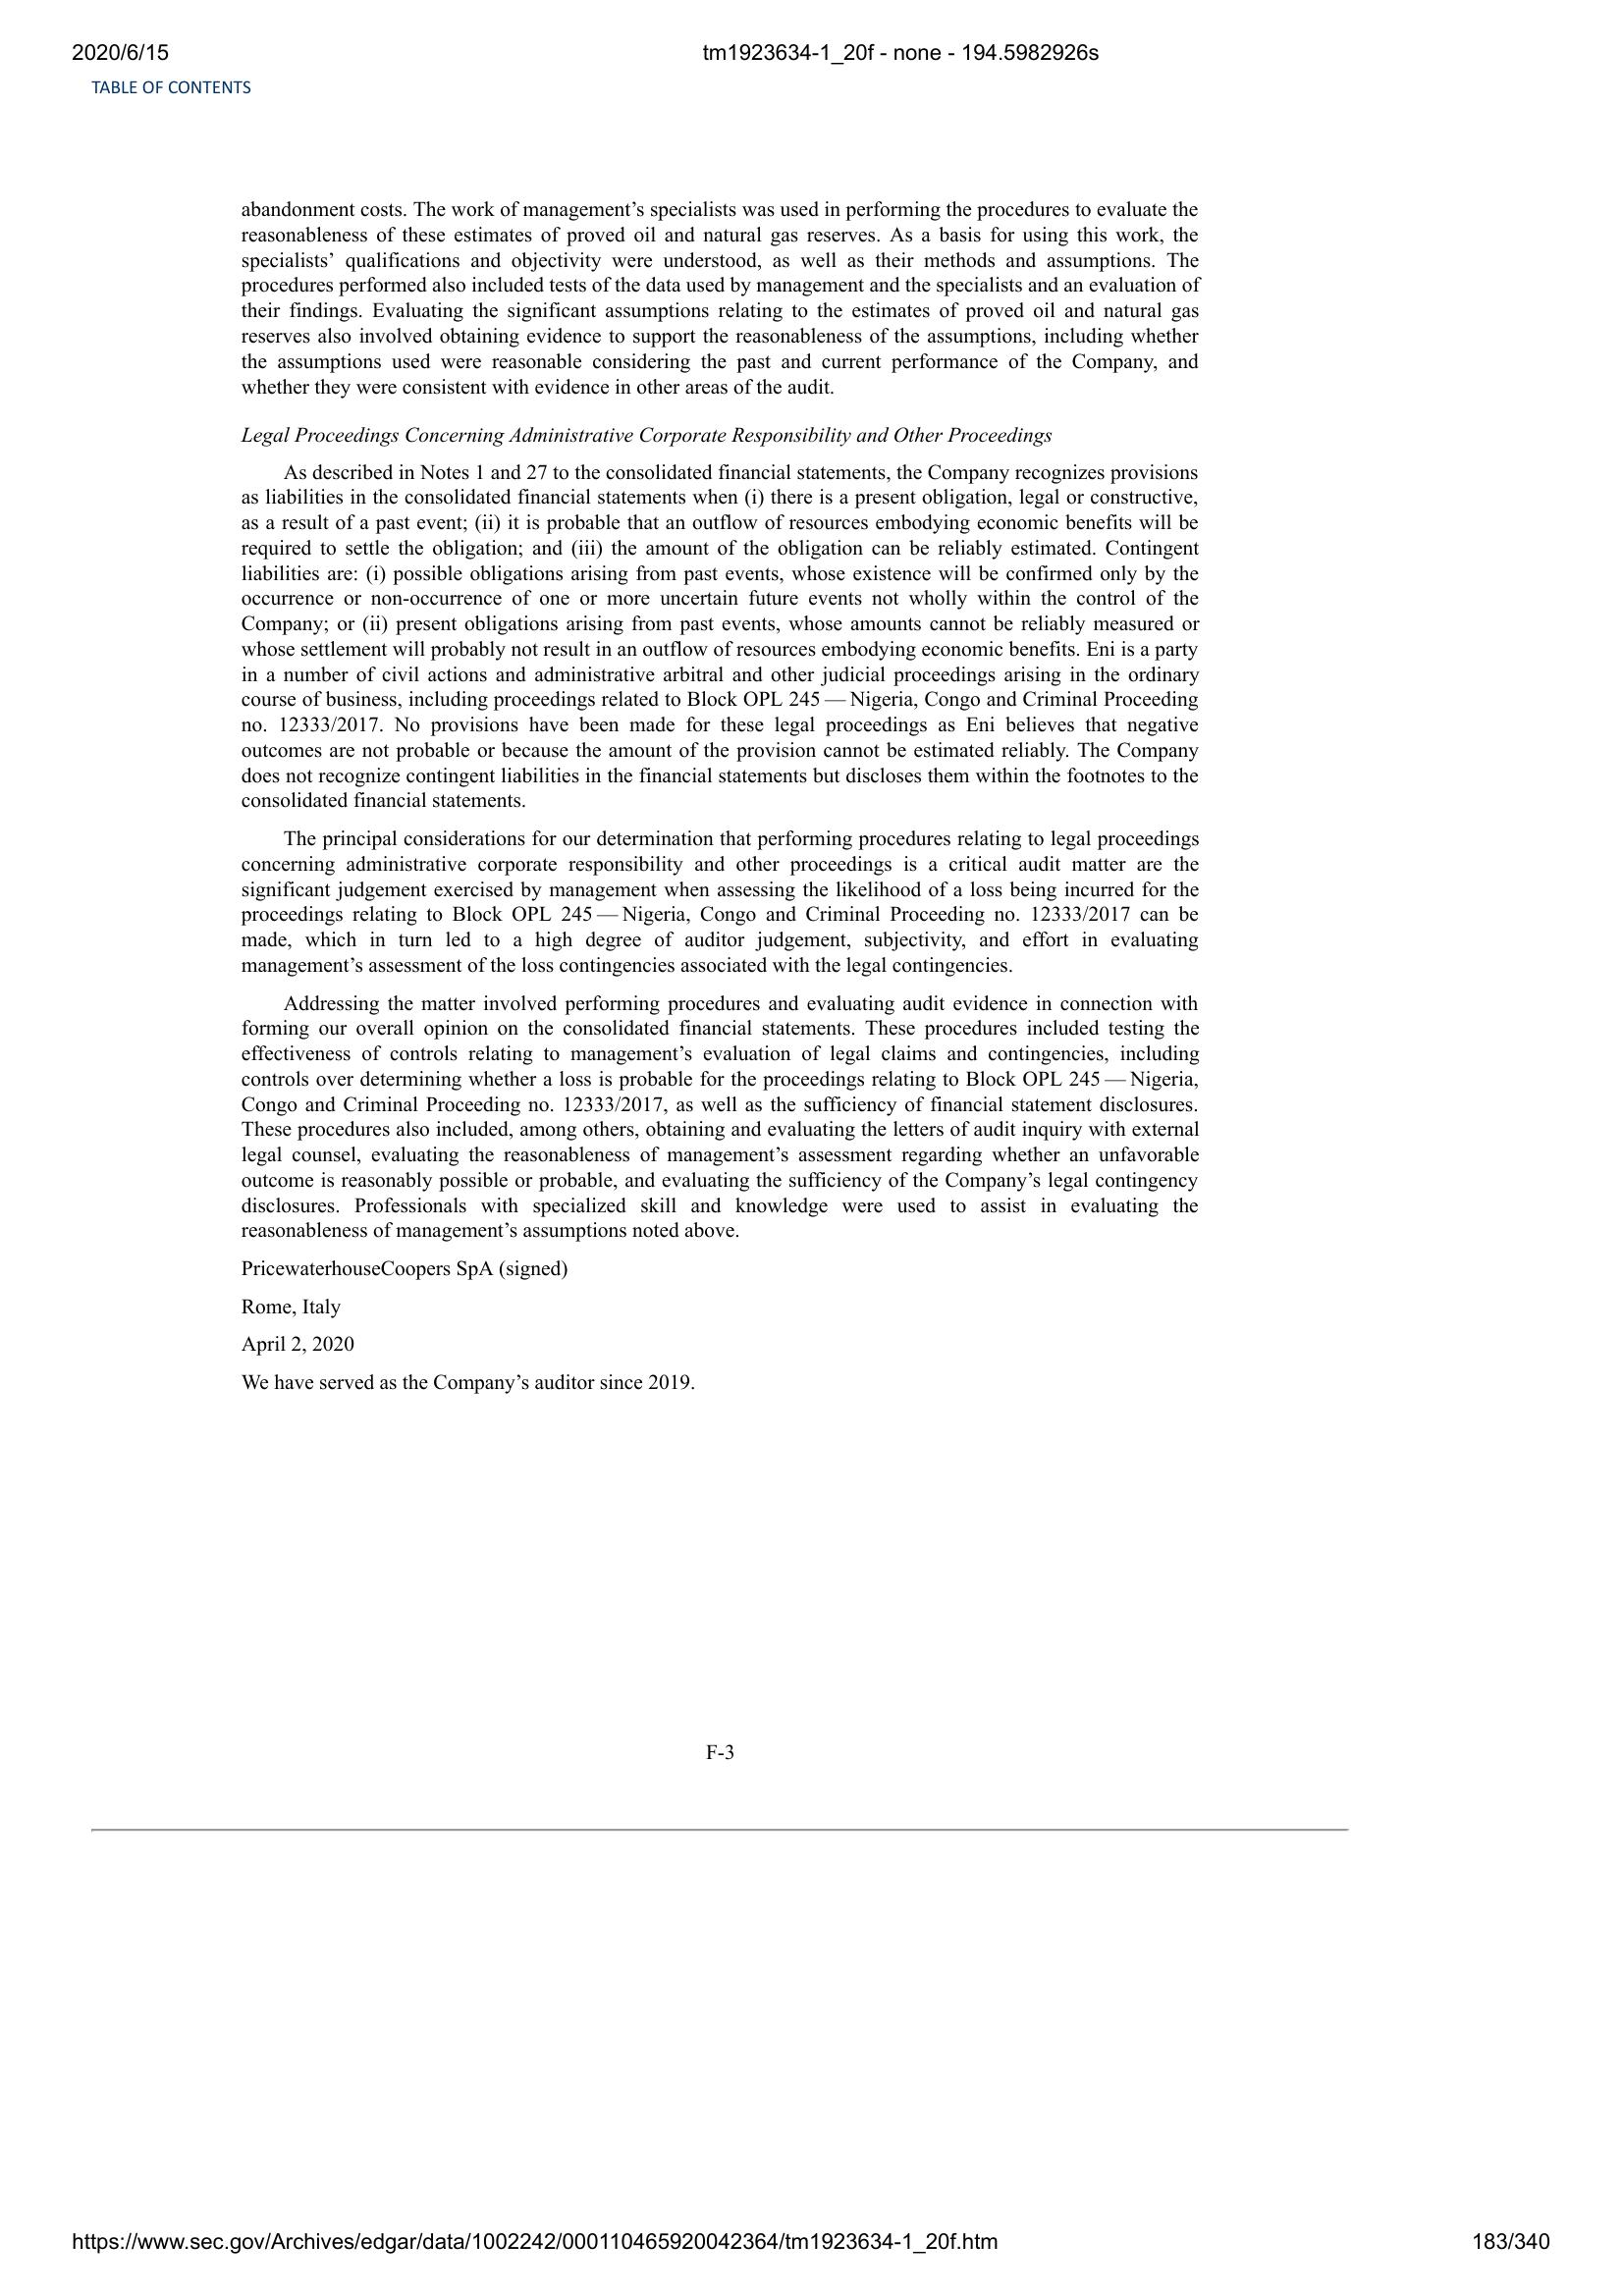 2020/6/15 tm1923634-1_20f - none - 194.5982926s
TABLE OF CONTENTS
abandonment costs. The work of management’s specialists was used in performing the procedures to evaluate the
reasonableness of these estimates of proved oil and natural gas reserves. As a basis for using this work, the
specialists’ qualifications and objectivity were understood, as well as their methods and assumptions. The
procedures performed also included tests of the data used by management and the specialists and an evaluation of
their findings. Evaluating the significant assumptions relating to the estimates of proved oil and natural gas
reserves also involved obtaining evidence to support the reasonableness of the assumptions, including whether
the assumptions used were reasonable considering the past and current performance of the Company, and
whether they were consistent with evidence in other areas of the audit.
Legal Proceedings Concerning Administrative Corporate Responsibility and Other Proceedings
As described in Notes 1 and 27 to the consolidated financial statements, the Company recognizes provisions
as liabilities in the consolidated financial statements when (i) there is a present obligation, legal or constructive,
as a result of a past event; (ii) it is probable that an outflow of resources embodying economic benefits will be
required to settle the obligation; and (iii) the amount of the obligation can be reliably estimated. Contingent
liabilities are: (i) possible obligations arising from past events, whose existence will be confirmed only by the
occurrence or non-occurrence of one or more uncertain future events not wholly within the control of the
Company; or (ii) present obligations arising from past events, whose amounts cannot be reliably measured or
whose settlement will probably not result in an outflow of resources embodying economic benefits. Eni is a party
in a number of civil actions and administrative arbitral and other judicial proceedings arising in the ordinary
course of business, including proceedings related to Block OPL 245 — Nigeria, Congo and Criminal Proceeding
no. 12333/2017. No provisions have been made for these legal proceedings as Eni believes that negative
outcomes are not probable or because the amount of the provision cannot be estimated reliably. The Company
does not recognize contingent liabilities in the financial statements but discloses them within the footnotes to the
consolidated financial statements.
The principal considerations for our determination that performing procedures relating to legal proceedings
concerning administrative corporate responsibility and other proceedings is a critical audit matter are the
significant judgement exercised by management when assessing the likelihood of a loss being incurred for the
proceedings relating to Block OPL 245 — Nigeria, Congo and Criminal Proceeding no. 12333/2017 can be
made, which in turn led to a high degree of auditor judgement, subjectivity, and effort in evaluating
management’s assessment of the loss contingencies associated with the legal contingencies.
Addressing the matter involved performing procedures and evaluating audit evidence in connection with
forming our overall opinion on the consolidated financial statements. These procedures included testing the
effectiveness of controls relating to management’s evaluation of legal claims and contingencies, including
controls over determining whether a loss is probable for the proceedings relating to Block OPL 245 — Nigeria,
Congo and Criminal Proceeding no. 12333/2017, as well as the sufficiency of financial statement disclosures.
These procedures also included, among others, obtaining and evaluating the letters of audit inquiry with external
legal counsel, evaluating the reasonableness of management’s assessment regarding whether an unfavorable
outcome is reasonably possible or probable, and evaluating the sufficiency of the Company’s legal contingency
disclosures. Professionals with specialized skill and knowledge were used to assist in evaluating the
reasonableness of management’s assumptions noted above.
PricewaterhouseCoopers SpA (signed)
Rome, Italy
April 2, 2020
We have served as the Company’s auditor since 2019.
F-3
https://www.sec.gov/Archives/edgar/data/1002242/000110465920042364/tm1923634-1_20f.htm 183/340